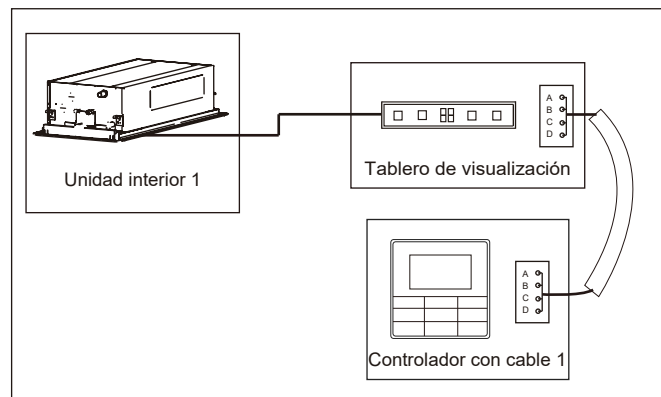 Unidad interior 1
A
B
C
D
Tablero de visualización
A
B
C
D
Controlador con cable 1